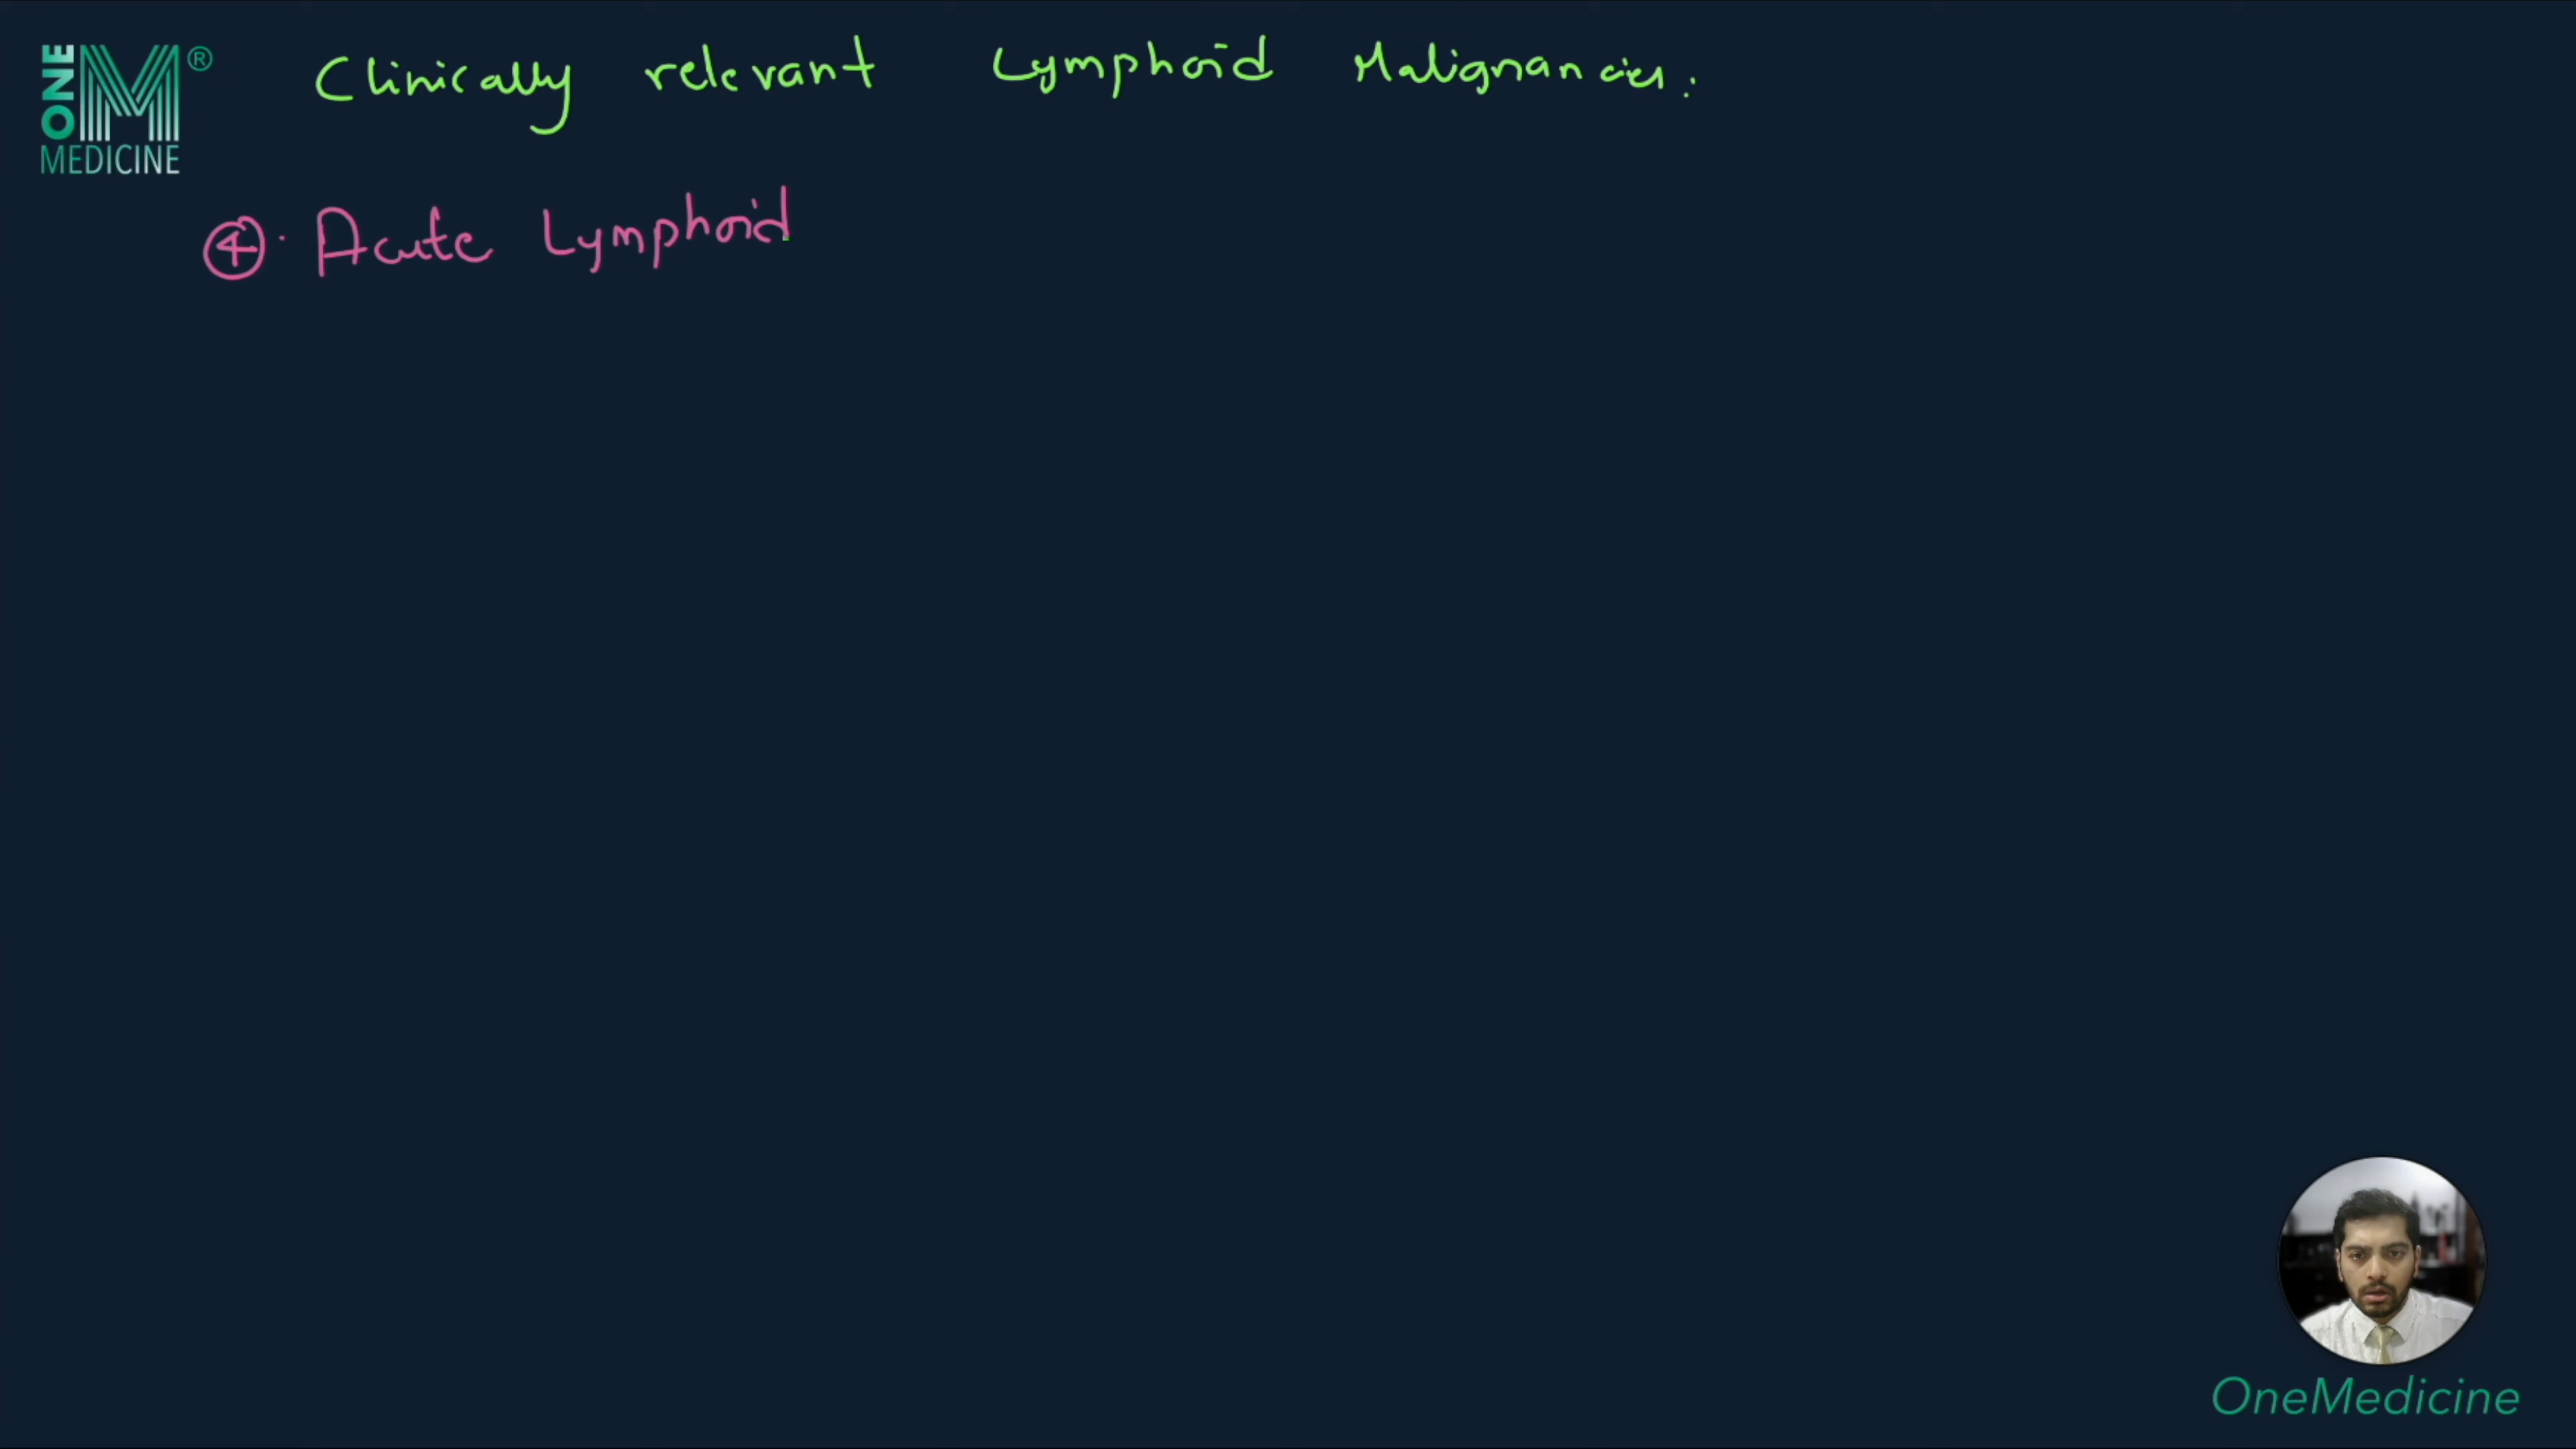 ONE M ®
MEDICINE
Clinically relevant Lymphoid Malignancies:
④. Acute Lymphoid
OneMedicine